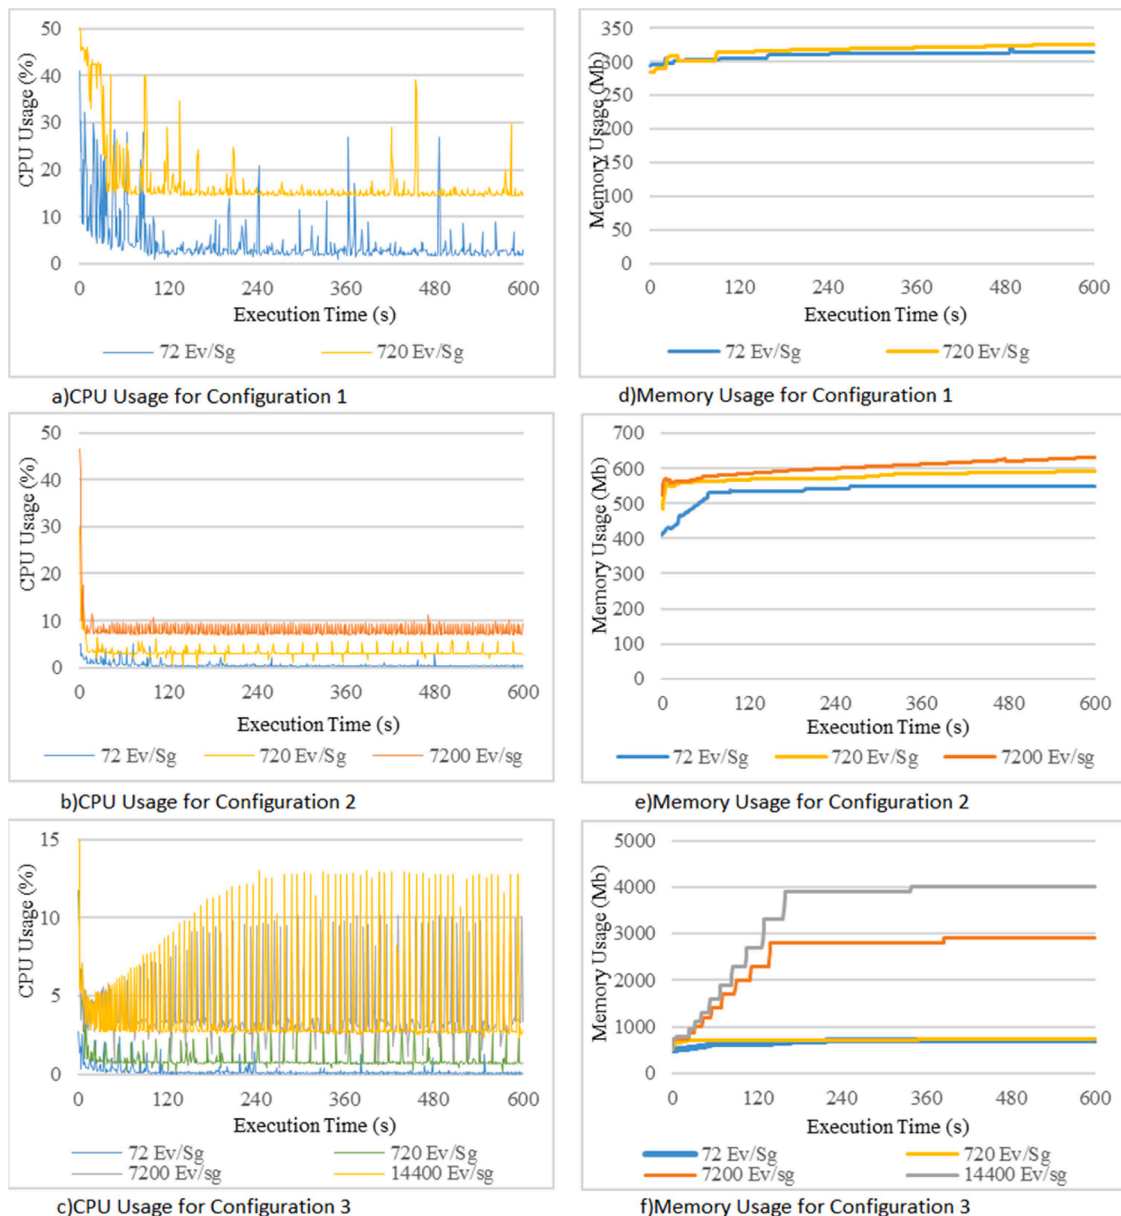 CPU Usage (%)
50
40
30
20
10
0
0 120 240 360 480 600
Execution Time (s)
72 Ev/Sg 720 Ev/Sg
a)CPU Usage for Configuration 1
Memory Usage (Mb)
350
300
250
200
150
100
50
0
0 120 240 360 480 600
Execution Time (s)
72 Ev/Sg 720 Ev/Sg
d)Memory Usage for Configuration 1
CPU Usage (%)
50
40
30
20
10
0
0 120 240 360 480 600
Execution Time (s)
72 Ev/Sg 720 Ev/Sg 7200 Ev/sg
b)CPU Usage for Configuration 2
Memory Usage (Mb)
700
600
500
400
300
200
100
0
0 120 240 360 480 600
Execution Time (s)
72 Ev/Sg 720 Ev/Sg 7200 Ev/sg
e)Memory Usage for Configuration 2
CPU Usage (%)
15
10
5
0
0 120 240 360 480 600
Execution Time (s)
72 Ev/Sg 720 Ev/Sg
7200 Ev/sg 14400 Ev/sg
c)CPU Usage for Configuration 3
Memory Usage (Mb)
5000
4000
3000
2000
1000
0
0 120 240 360 480 600
Execution Time (s)
72 Ev/Sg 720 Ev/Sg
7200 Ev/sg 14400 Ev/sg
f)Memory Usage for Configuration 3